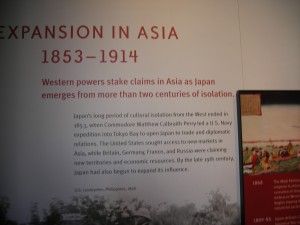 EXPANSION IN ASIA
1853–1914
Western powers stake claims in Asia as Japan
emerges from more than two centuries of isolation.
Japan's long period of cultural isolation from the West ended in
1853, when Commodore Matthew Calbraith Perry led a U.S. Navy
expedition into Tokyo Bay to open Japan to trade and diplomatic
relations. The United States sought access to new markets in
Asia, while Britain, Germany, France, and Russia were claiming
new territories and economic resources. By the late 19th century,
Japan had also begun to expand its influence.